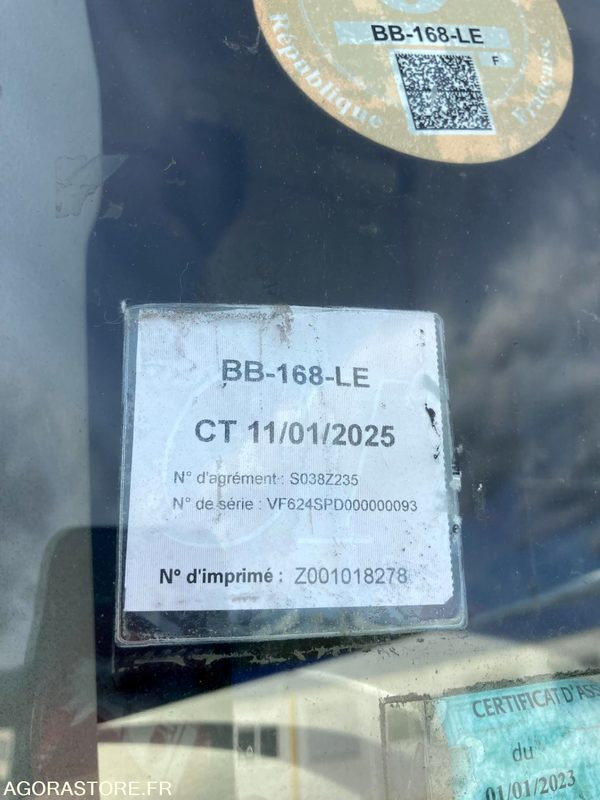 BB-168-LE
F
République
Française
BB-168-LE
CT 11/01/2025
N° d'agrément : S038Z235
N° de série : VF624SPD000000093
N° d'imprimé : Z001018278
CERTIFICAT D'ASS
du
01/01/2023
AGORASTORE.FR